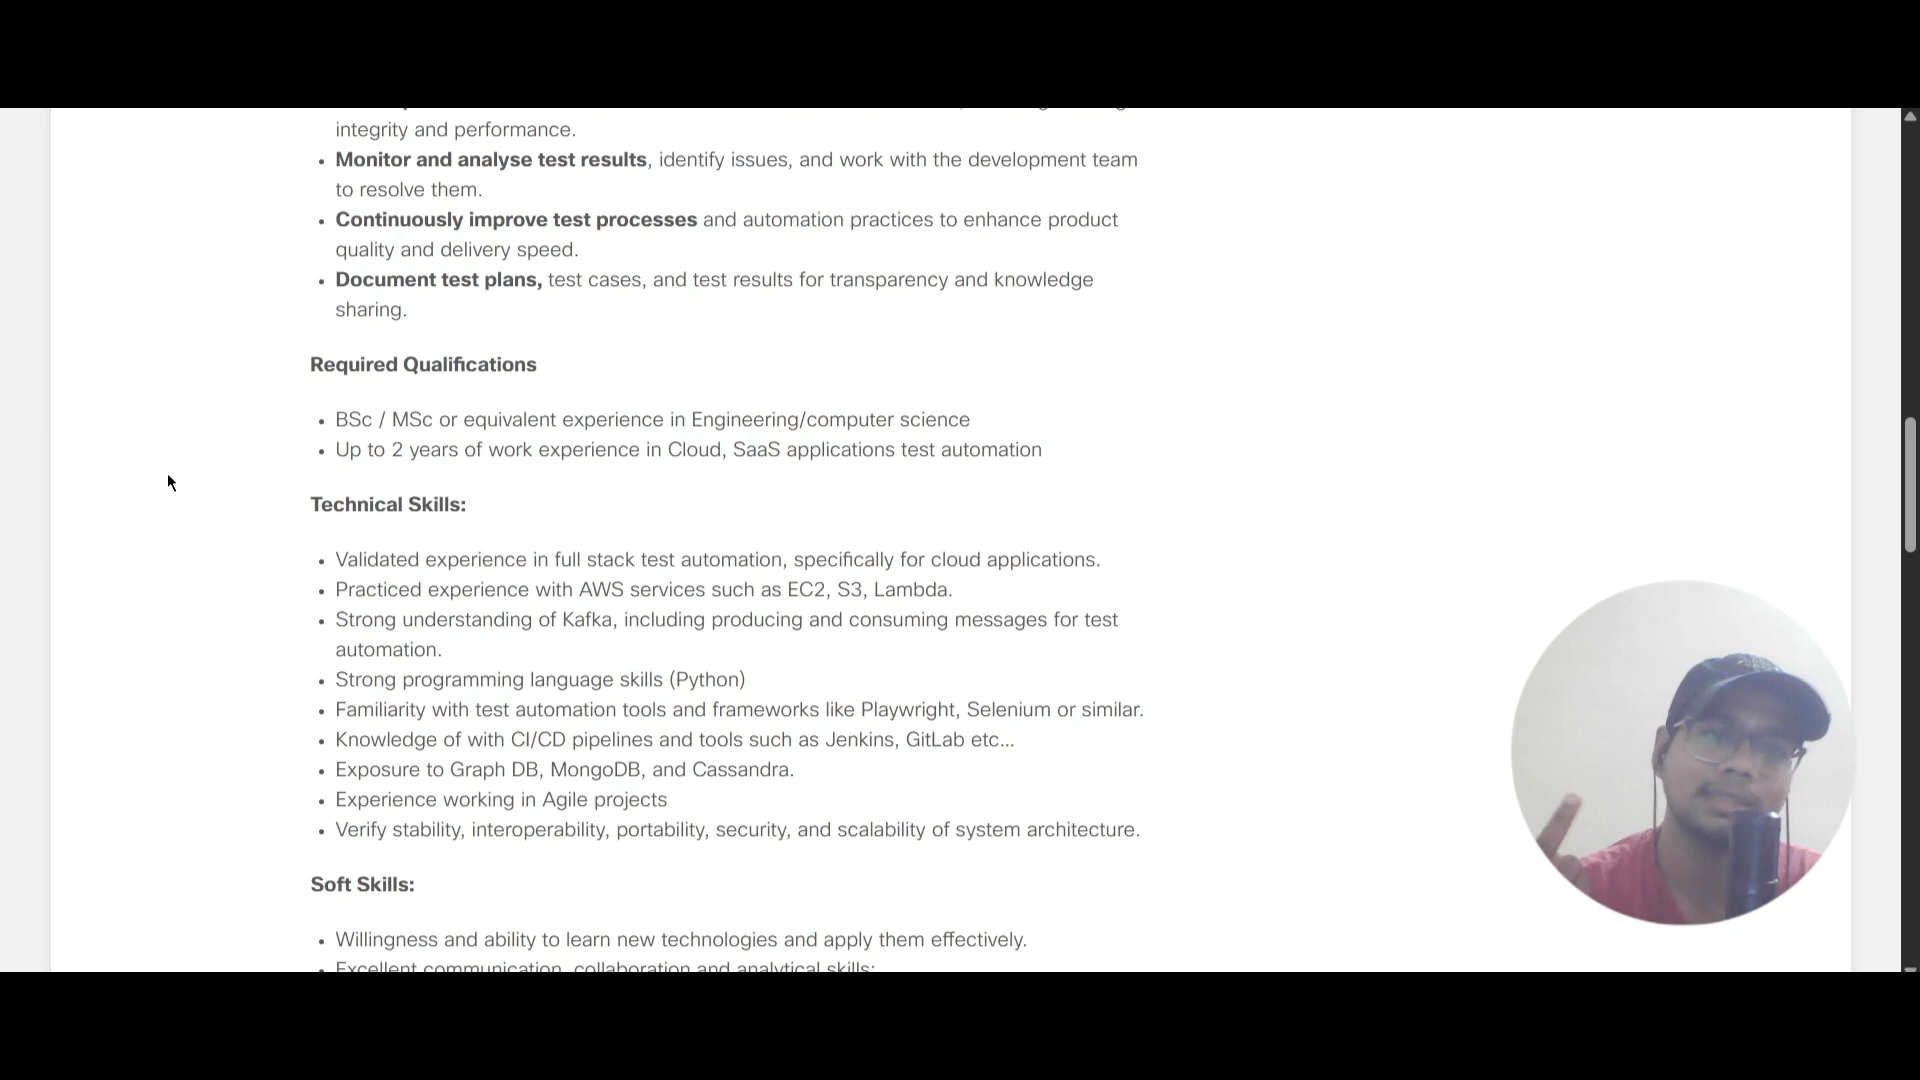 integrity and performance.
• Monitor and analyse test results, identify issues, and work with the development team
to resolve them.
• Continuously improve test processes and automation practices to enhance product
quality and delivery speed.
• Document test plans, test cases, and test results for transparency and knowledge
sharing.
Required Qualifications
• BSc / MSc or equivalent experience in Engineering/computer science
• Up to 2 years of work experience in Cloud, SaaS applications test automation
Technical Skills:
• Validated experience in full stack test automation, specifically for cloud applications.
• Practiced experience with AWS services such as EC2, S3, Lambda.
• Strong understanding of Kafka, including producing and consuming messages for test
automation.
• Strong programming language skills (Python)
• Familiarity with test automation tools and frameworks like Playwright, Selenium or similar.
• Knowledge of with CI/CD pipelines and tools such as Jenkins, GitLab etc...
• Exposure to Graph DB, MongoDB, and Cassandra.
• Experience working in Agile projects
• Verify stability, interoperability, portability, security, and scalability of system architecture.
Soft Skills:
• Willingness and ability to learn new technologies and apply them effectively.
• Excellent communication, collaboration and analytical skills;